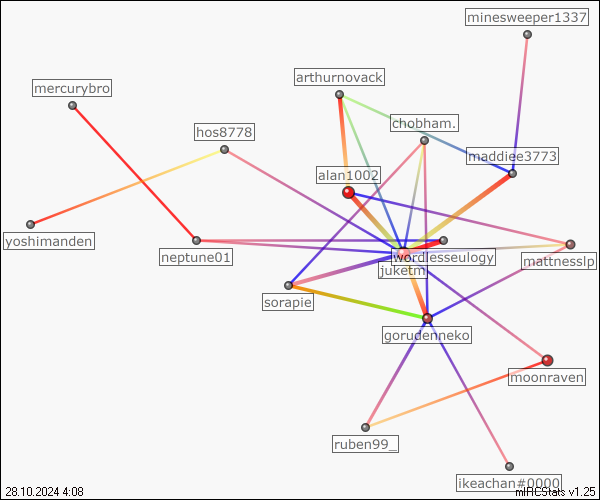 minesweeper1337
arthurnovack
mercurybro
chobham.
hos8778
maddiee3773
alan1002
yoshimanden
neptune01
wordlesseulogy
mattnesslp
juketm
sorapie
gorudenneko
moonraven
ruben99_
ikeachan#0000
28.10.2024 4:08
mIRCStats v1.25